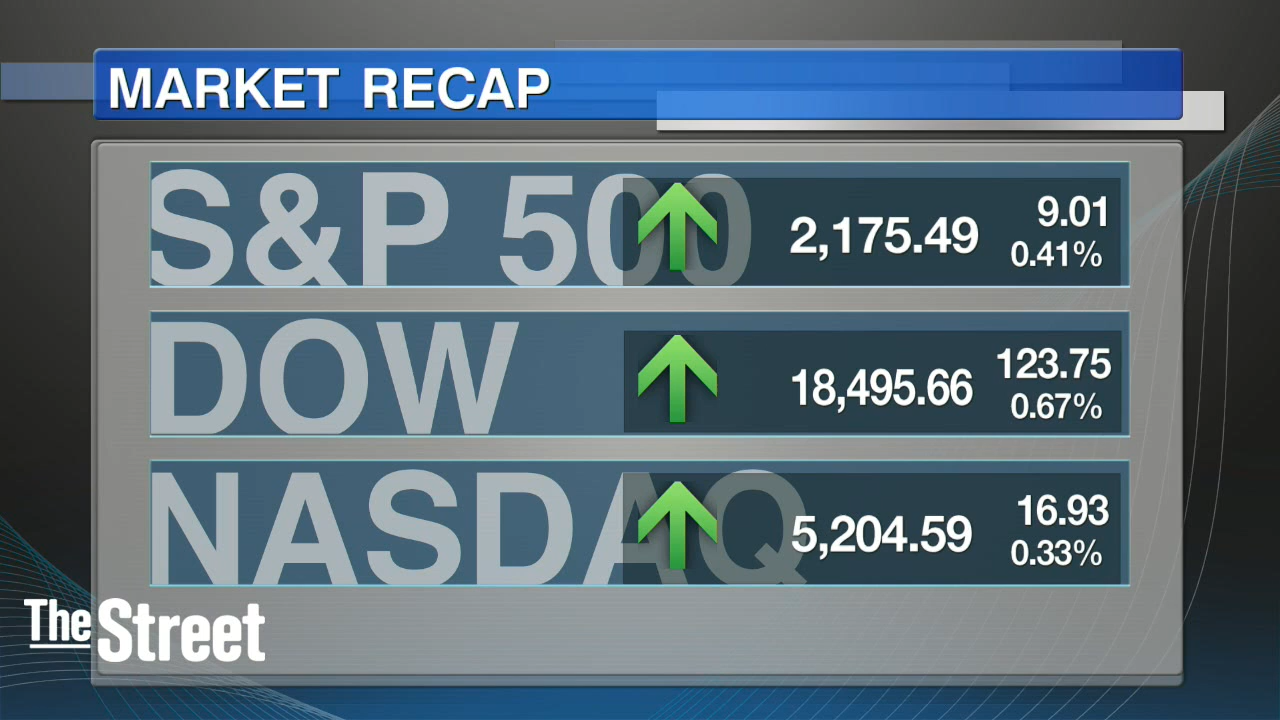 MARKET RECAP
S&P 500 2,175.49 9.01
0.41%
DOW 18,495.66 123.75
0.67%
NASDAQ 5,204.59 16.93
0.33%
TheStreet